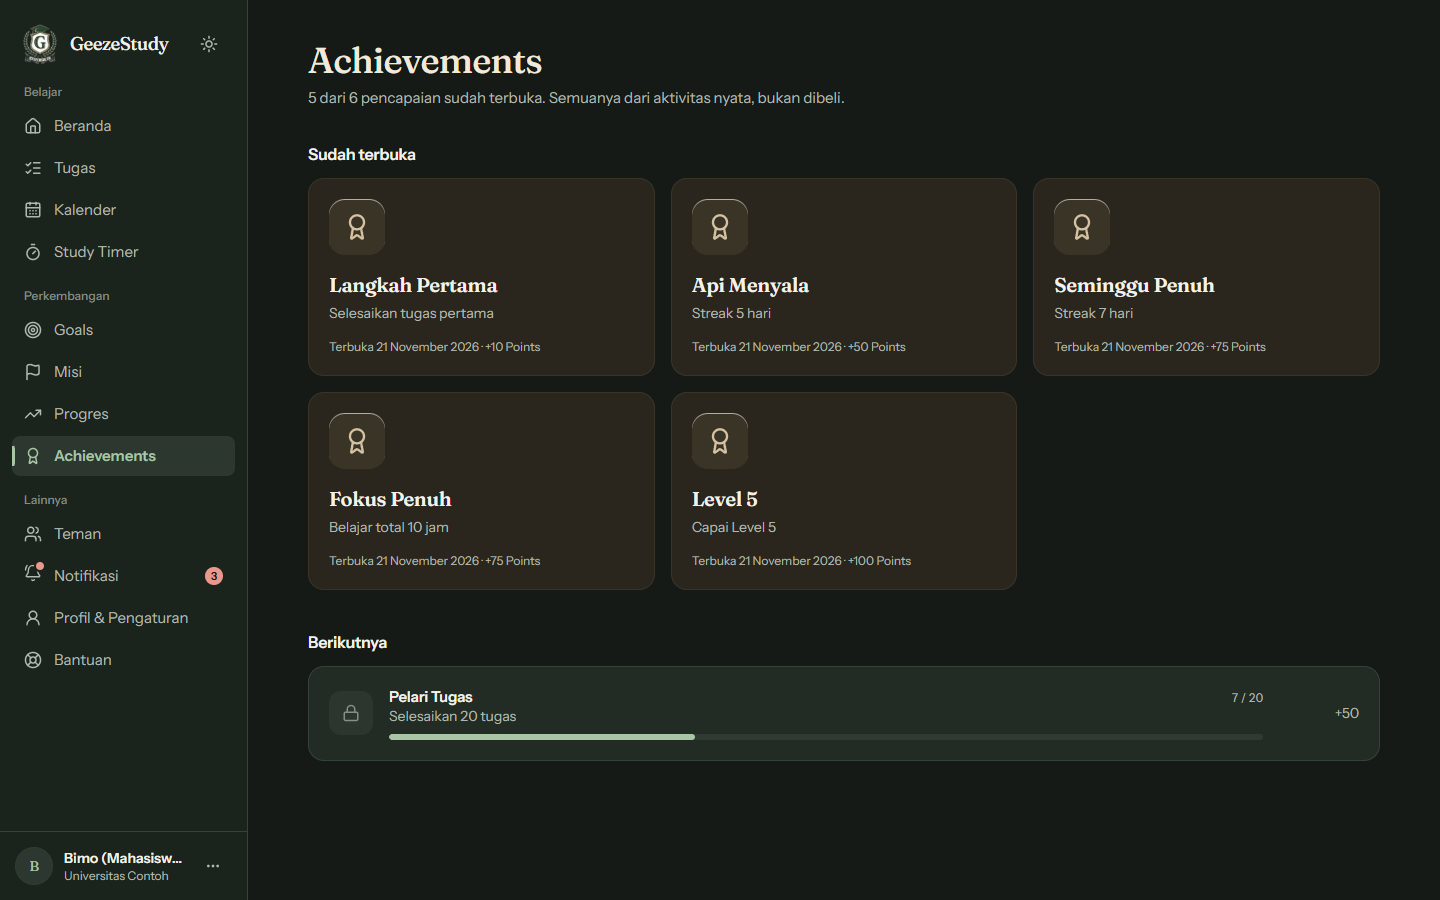 GeezeStudy
Belajar
Beranda
Tugas
Kalender
Study Timer
Perkembangan
Goals
Misi
Progres
Achievements
Lainnya
Teman
Notifikasi 3
Profil & Pengaturan
Bantuan
B
Bimo (Mahasisw...
Universitas Contoh
Achievements
5 dari 6 pencapaian sudah terbuka. Semuanya dari aktivitas nyata, bukan dibeli.
Sudah terbuka
Langkah Pertama
Selesaikan tugas pertama
Terbuka 21 November 2026 · +10 Points
Api Menyala
Streak 5 hari
Terbuka 21 November 2026 · +50 Points
Seminggu Penuh
Streak 7 hari
Terbuka 21 November 2026 · +75 Points
Fokus Penuh
Belajar total 10 jam
Terbuka 21 November 2026 · +75 Points
Level 5
Capai Level 5
Terbuka 21 November 2026 · +100 Points
Berikutnya
Pelari Tugas
7 / 20
Selesaikan 20 tugas
+50